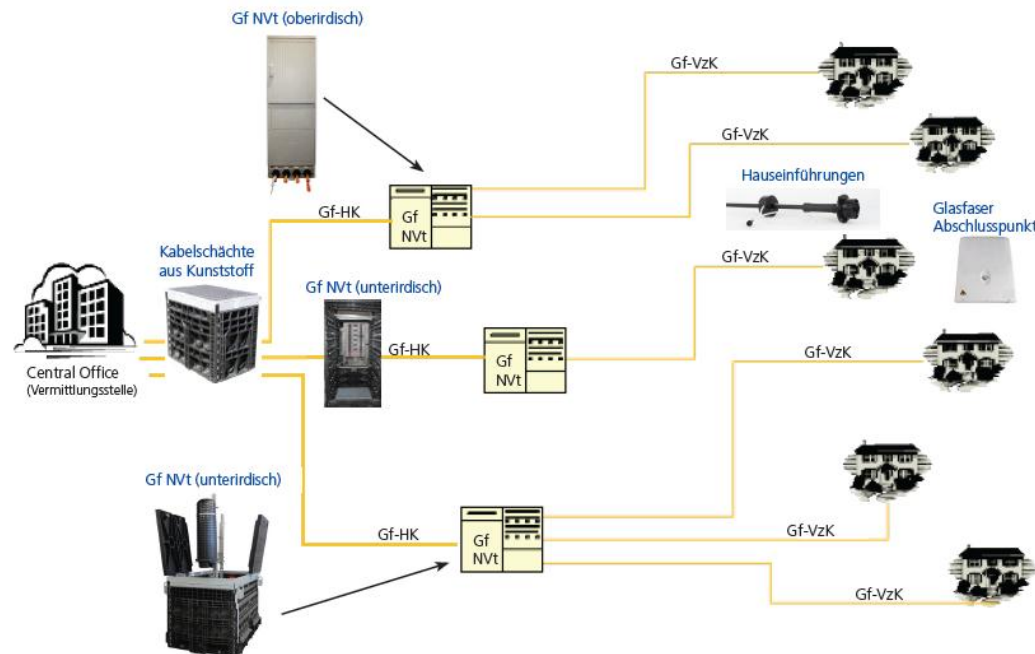 Gf NVt (oberirdisch)
Gf-VzK
Gf-VzK
Hauseinführungen
Gf
NVt
Gf-HK
Glasfaser
Abschlusspunkt
Kabelschächte
aus Kunststoff
Gf-VzK
Gf NVt (unterirdisch)
Gf-HK
Gf
NVt
Gf-VzK
Central Office
(Vermittlungsstelle)
Gf NVt (unterirdisch)
Gf-HK
Gf
NVt
Gf-VzK
Gf-VzK